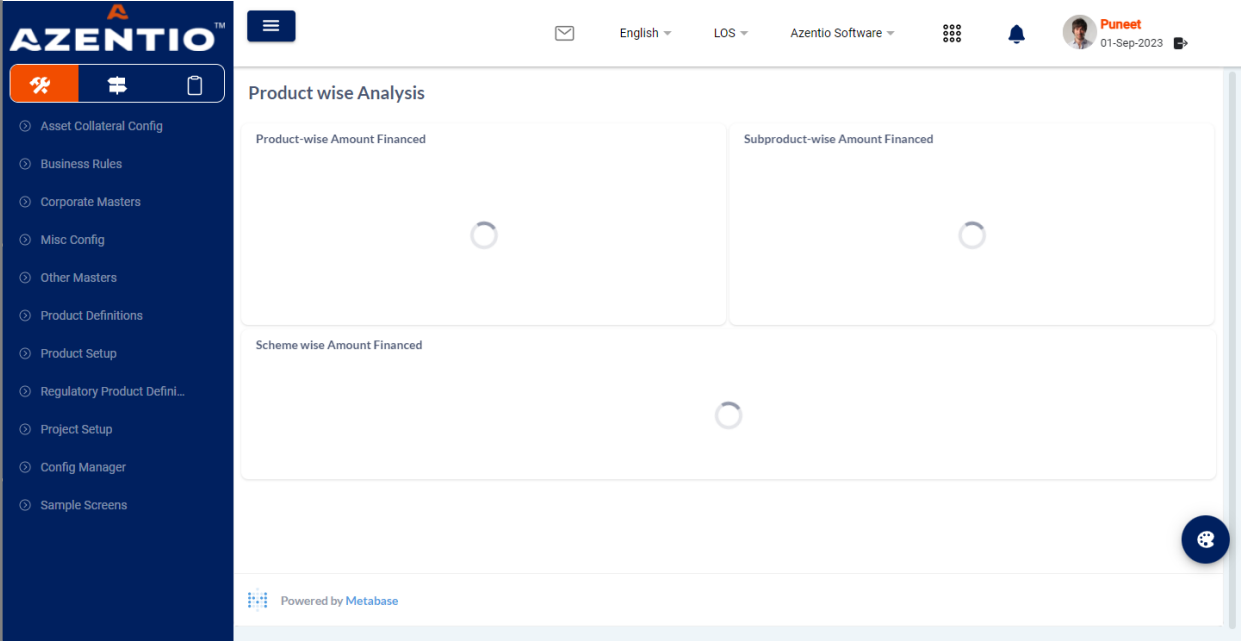 AZENTIO™
English
LOS
Azentio Software
Puneet
01-Sep-2023
Asset Collateral Config
Business Rules
Corporate Masters
Misc Config
Other Masters
Product Definitions
Product Setup
Regulatory Product Defini...
Project Setup
Config Manager
Sample Screens
Product wise Analysis
Product-wise Amount Financed
Subproduct-wise Amount Financed
Scheme wise Amount Financed
Powered by Metabase